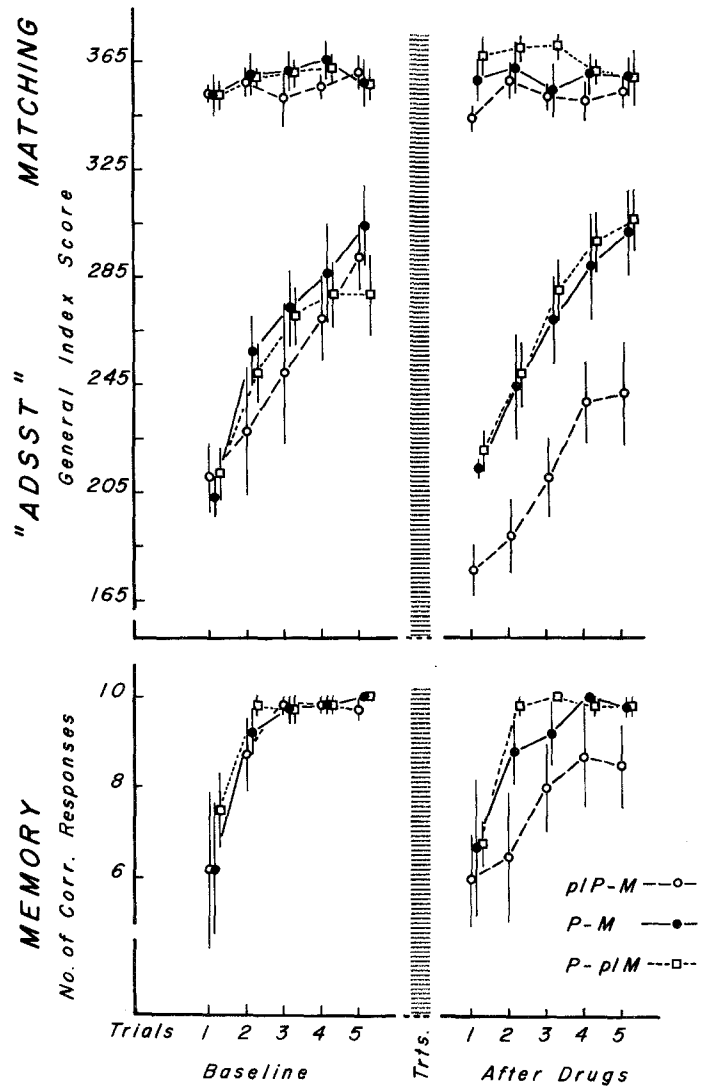 MATCHING
"ADSST"
General Index Score
365
325
285
245
205
165
MEMORY
No. of Corr. Responses
10
8
6
plP-M
P-M
P-plM
Trials 1 2 3 4 5
1 2 3 4 5
Baseline
Trts.
After Drugs